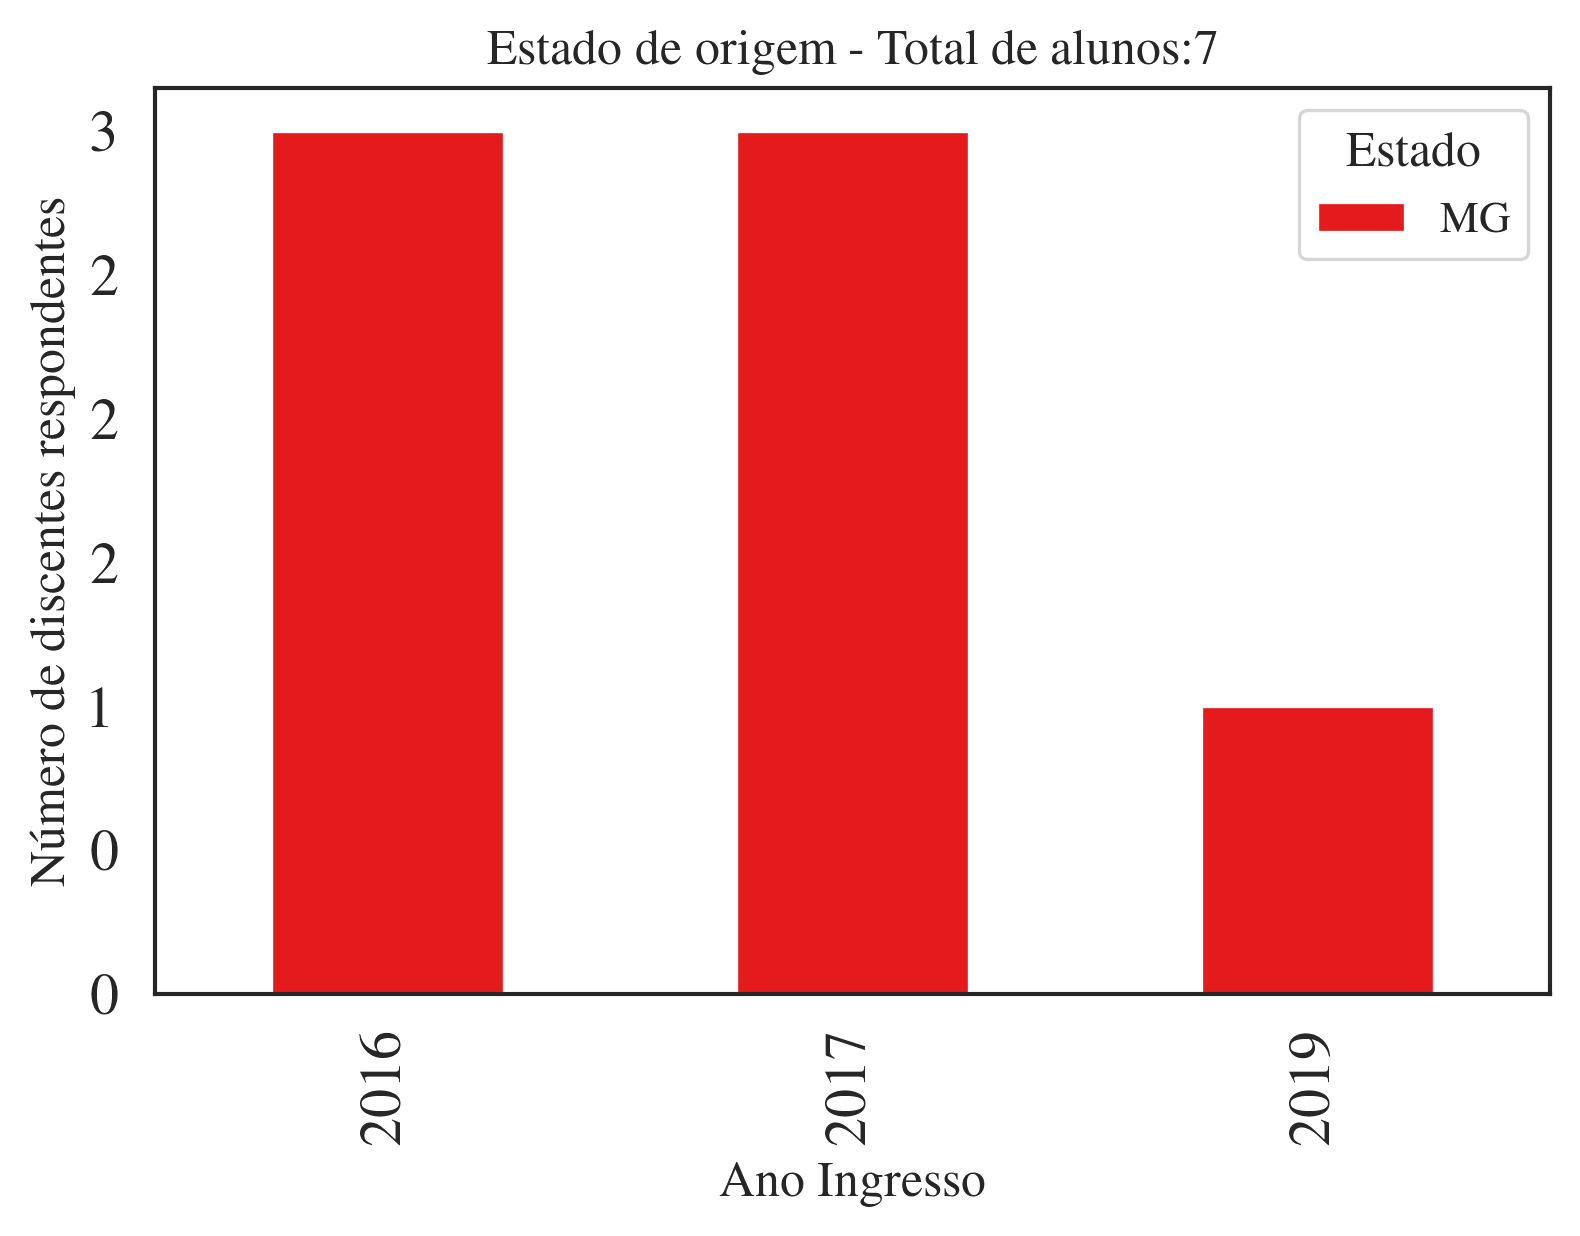 Estado de origem - Total de alunos:7
Estado
MG
Número de discentes respondentes
3
2
2
2
1
0
0
2016
2017
2019
Ano Ingresso